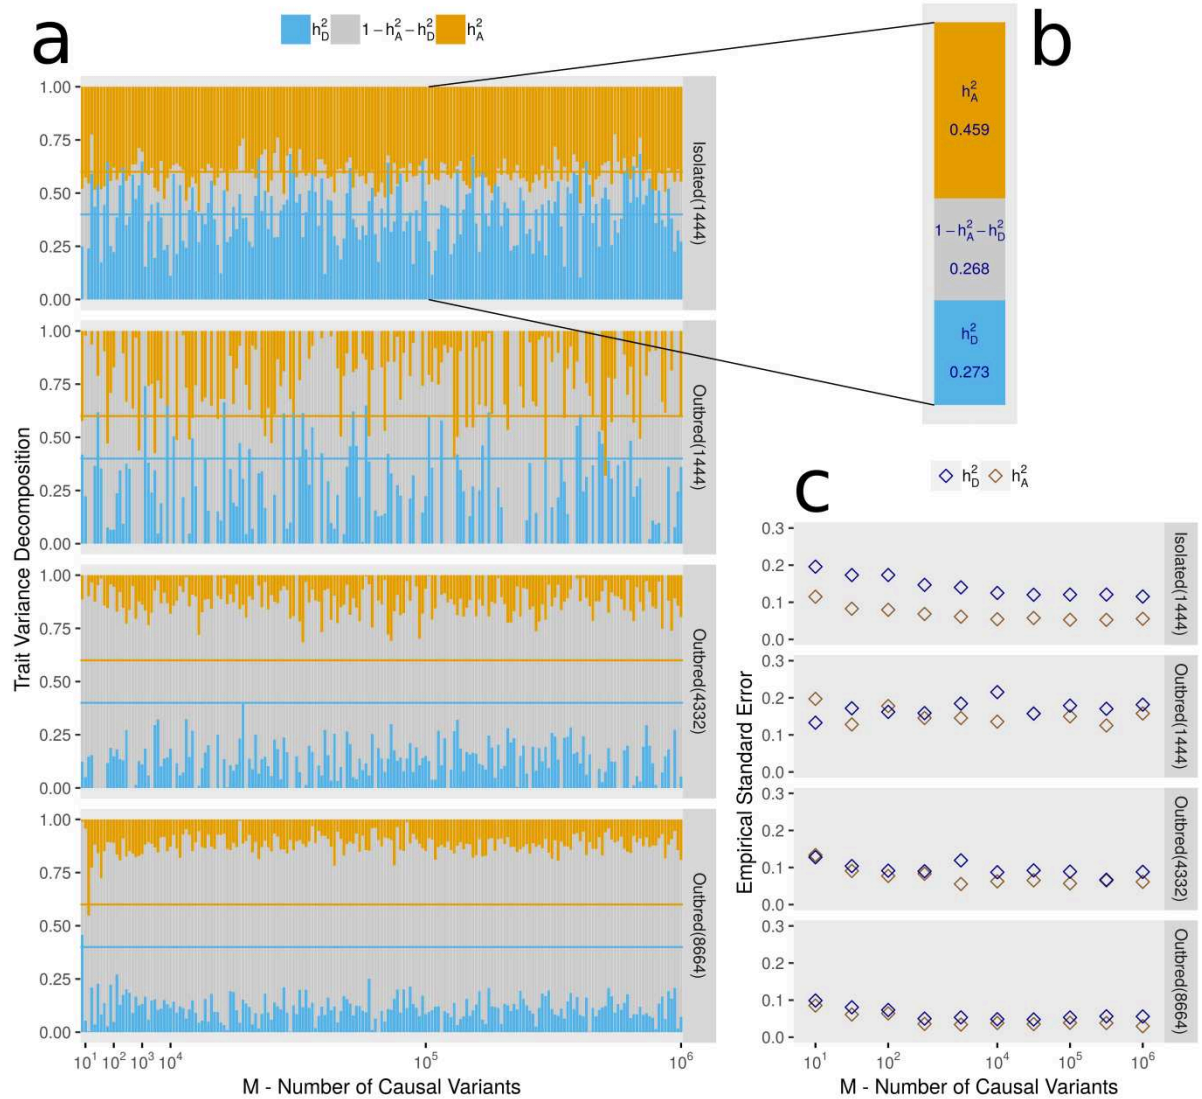 a
h²D 1 − h²A − h²D h²A
Trait Variance Decomposition
1.00
0.75
0.50
0.25
0.00
Isolated(1444)
1.00
0.75
0.50
0.25
0.00
Outbred(1444)
1.00
0.75
0.50
0.25
0.00
Outbred(4332)
1.00
0.75
0.50
0.25
0.00
Outbred(8664)
10¹ 10² 10³ 10⁴ 10⁵ 10⁶
M - Number of Causal Variants
b
h²A
0.459
1 − h²A − h²D
0.268
h²D
0.273
c
h²D h²A
Empirical Standard Error
0.3
0.2
0.1
0.0
Isolated(1444)
0.3
0.2
0.1
0.0
Outbred(1444)
0.3
0.2
0.1
0.0
Outbred(4332)
0.3
0.2
0.1
0.0
Outbred(8664)
10¹ 10² 10⁴ 10⁵ 10⁶
M - Number of Causal Variants